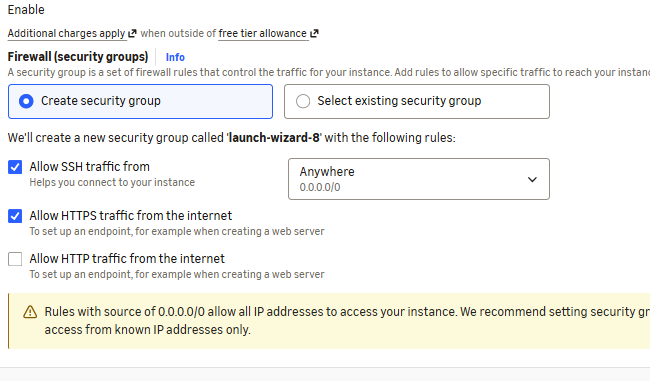 Enable
Additional charges apply when outside of free tier allowance
Firewall (security groups) Info
A security group is a set of firewall rules that control the traffic for your instance. Add rules to allow specific traffic to reach your
Create security group Select existing security group
We'll create a new security group called 'launch-wizard-8' with the following rules:
Allow SSH traffic from
Helps you connect to your instance
Anywhere
0.0.0.0/0
Allow HTTPS traffic from the internet
To set up an endpoint, for example when creating a web server
Allow HTTP traffic from the internet
To set up an endpoint, for example when creating a web server
Rules with source of 0.0.0.0/0 allow all IP addresses to access your instance. We recommend setting security
access from known IP addresses only.